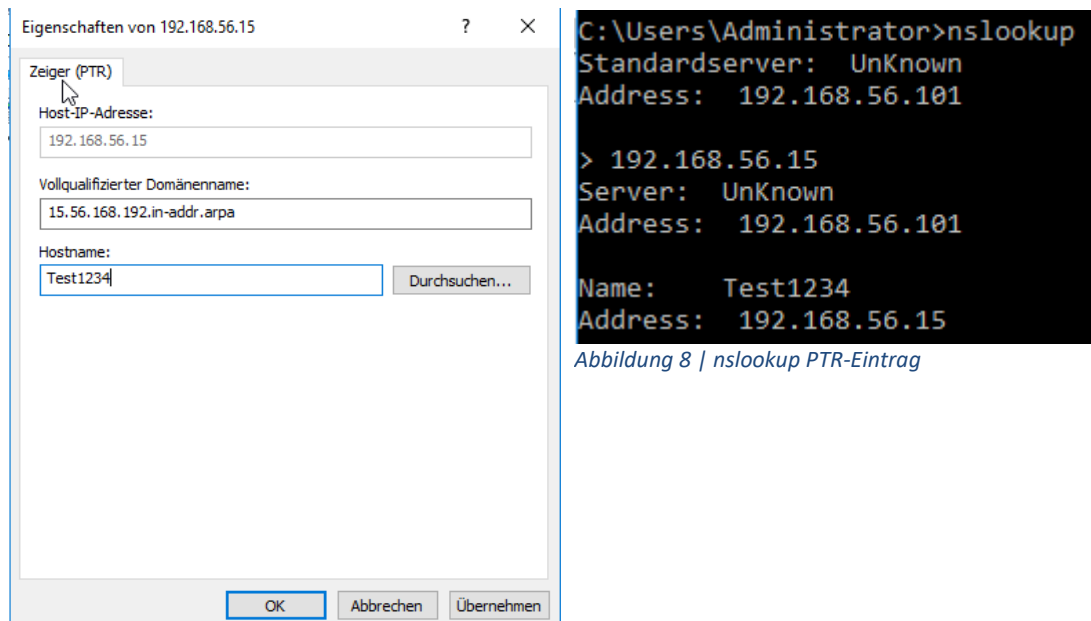 Eigenschaften von 192.168.56.15
Zeiger (PTR)
Host-IP-Adresse:
192.168.56.15
Vollqualifizierter Domänenname:
15.56.168.192.in-addr.arpa
Hostname:
Test1234
Durchsuchen...
OK
Abbrechen
Übernehmen
C:\Users\Administrator>nslookup
Standardserver:  UnKnown
Address:  192.168.56.101
> 192.168.56.15
Server:  UnKnown
Address:  192.168.56.101
Name:    Test1234
Address:  192.168.56.15
Abbildung 8 | nslookup PTR-Eintrag